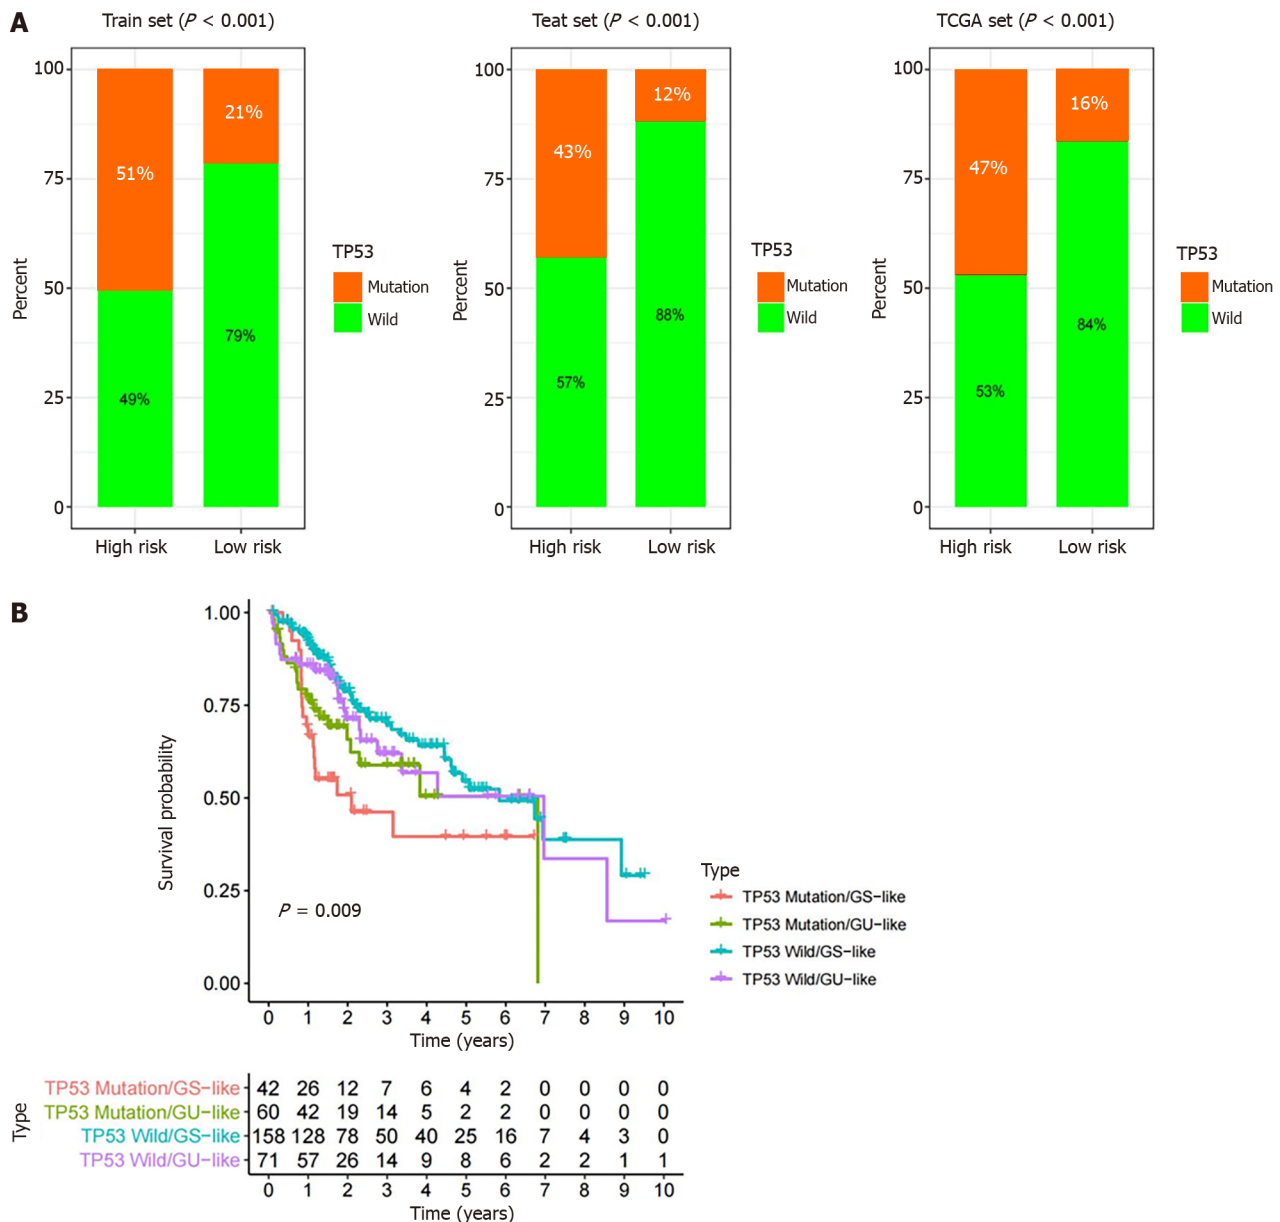 A
Train set (P < 0.001)
100
75
50
25
0
Percent
51%
49%
21%
79%
High risk
Low risk
TP53
Mutation
Wild
Teat set (P < 0.001)
100
75
50
25
0
Percent
43%
57%
12%
88%
High risk
Low risk
TP53
Mutation
Wild
TCGA set (P < 0.001)
100
75
50
25
0
Percent
47%
53%
16%
84%
High risk
Low risk
TP53
Mutation
Wild
B
1.00
0.75
0.50
0.25
0.00
Survival probability
P = 0.009
0 1 2 3 4 5 6 7 8 9 10
Time (years)
Type
TP53 Mutation/GS-like
TP53 Mutation/GU-like
TP53 Wild/GS-like
TP53 Wild/GU-like
Type
TP53 Mutation/GS-like 42 26 12 7 6 4 2 0 0 0 0
TP53 Mutation/GU-like 60 42 19 14 5 2 2 0 0 0 0
TP53 Wild/GS-like 158 128 78 50 40 25 16 7 4 3 0
TP53 Wild/GU-like 71 57 26 14 9 8 6 2 2 1 1
0 1 2 3 4 5 6 7 8 9 10
Time (years)